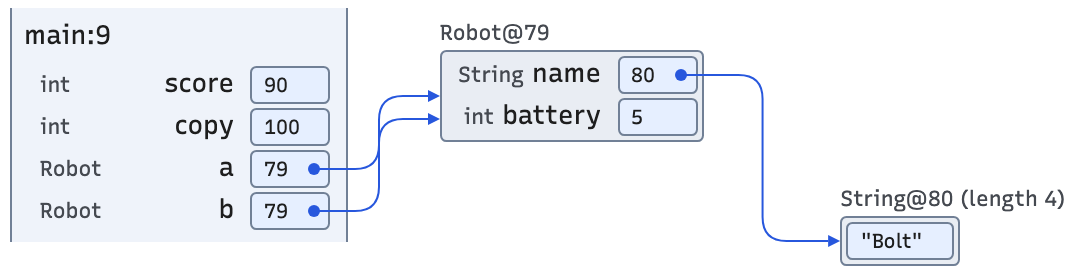 main:9
int score 90
int copy 100
Robot a 79
Robot b 79
Robot@79
String name 80
int battery 5
String@80 (length 4)
"Bolt"